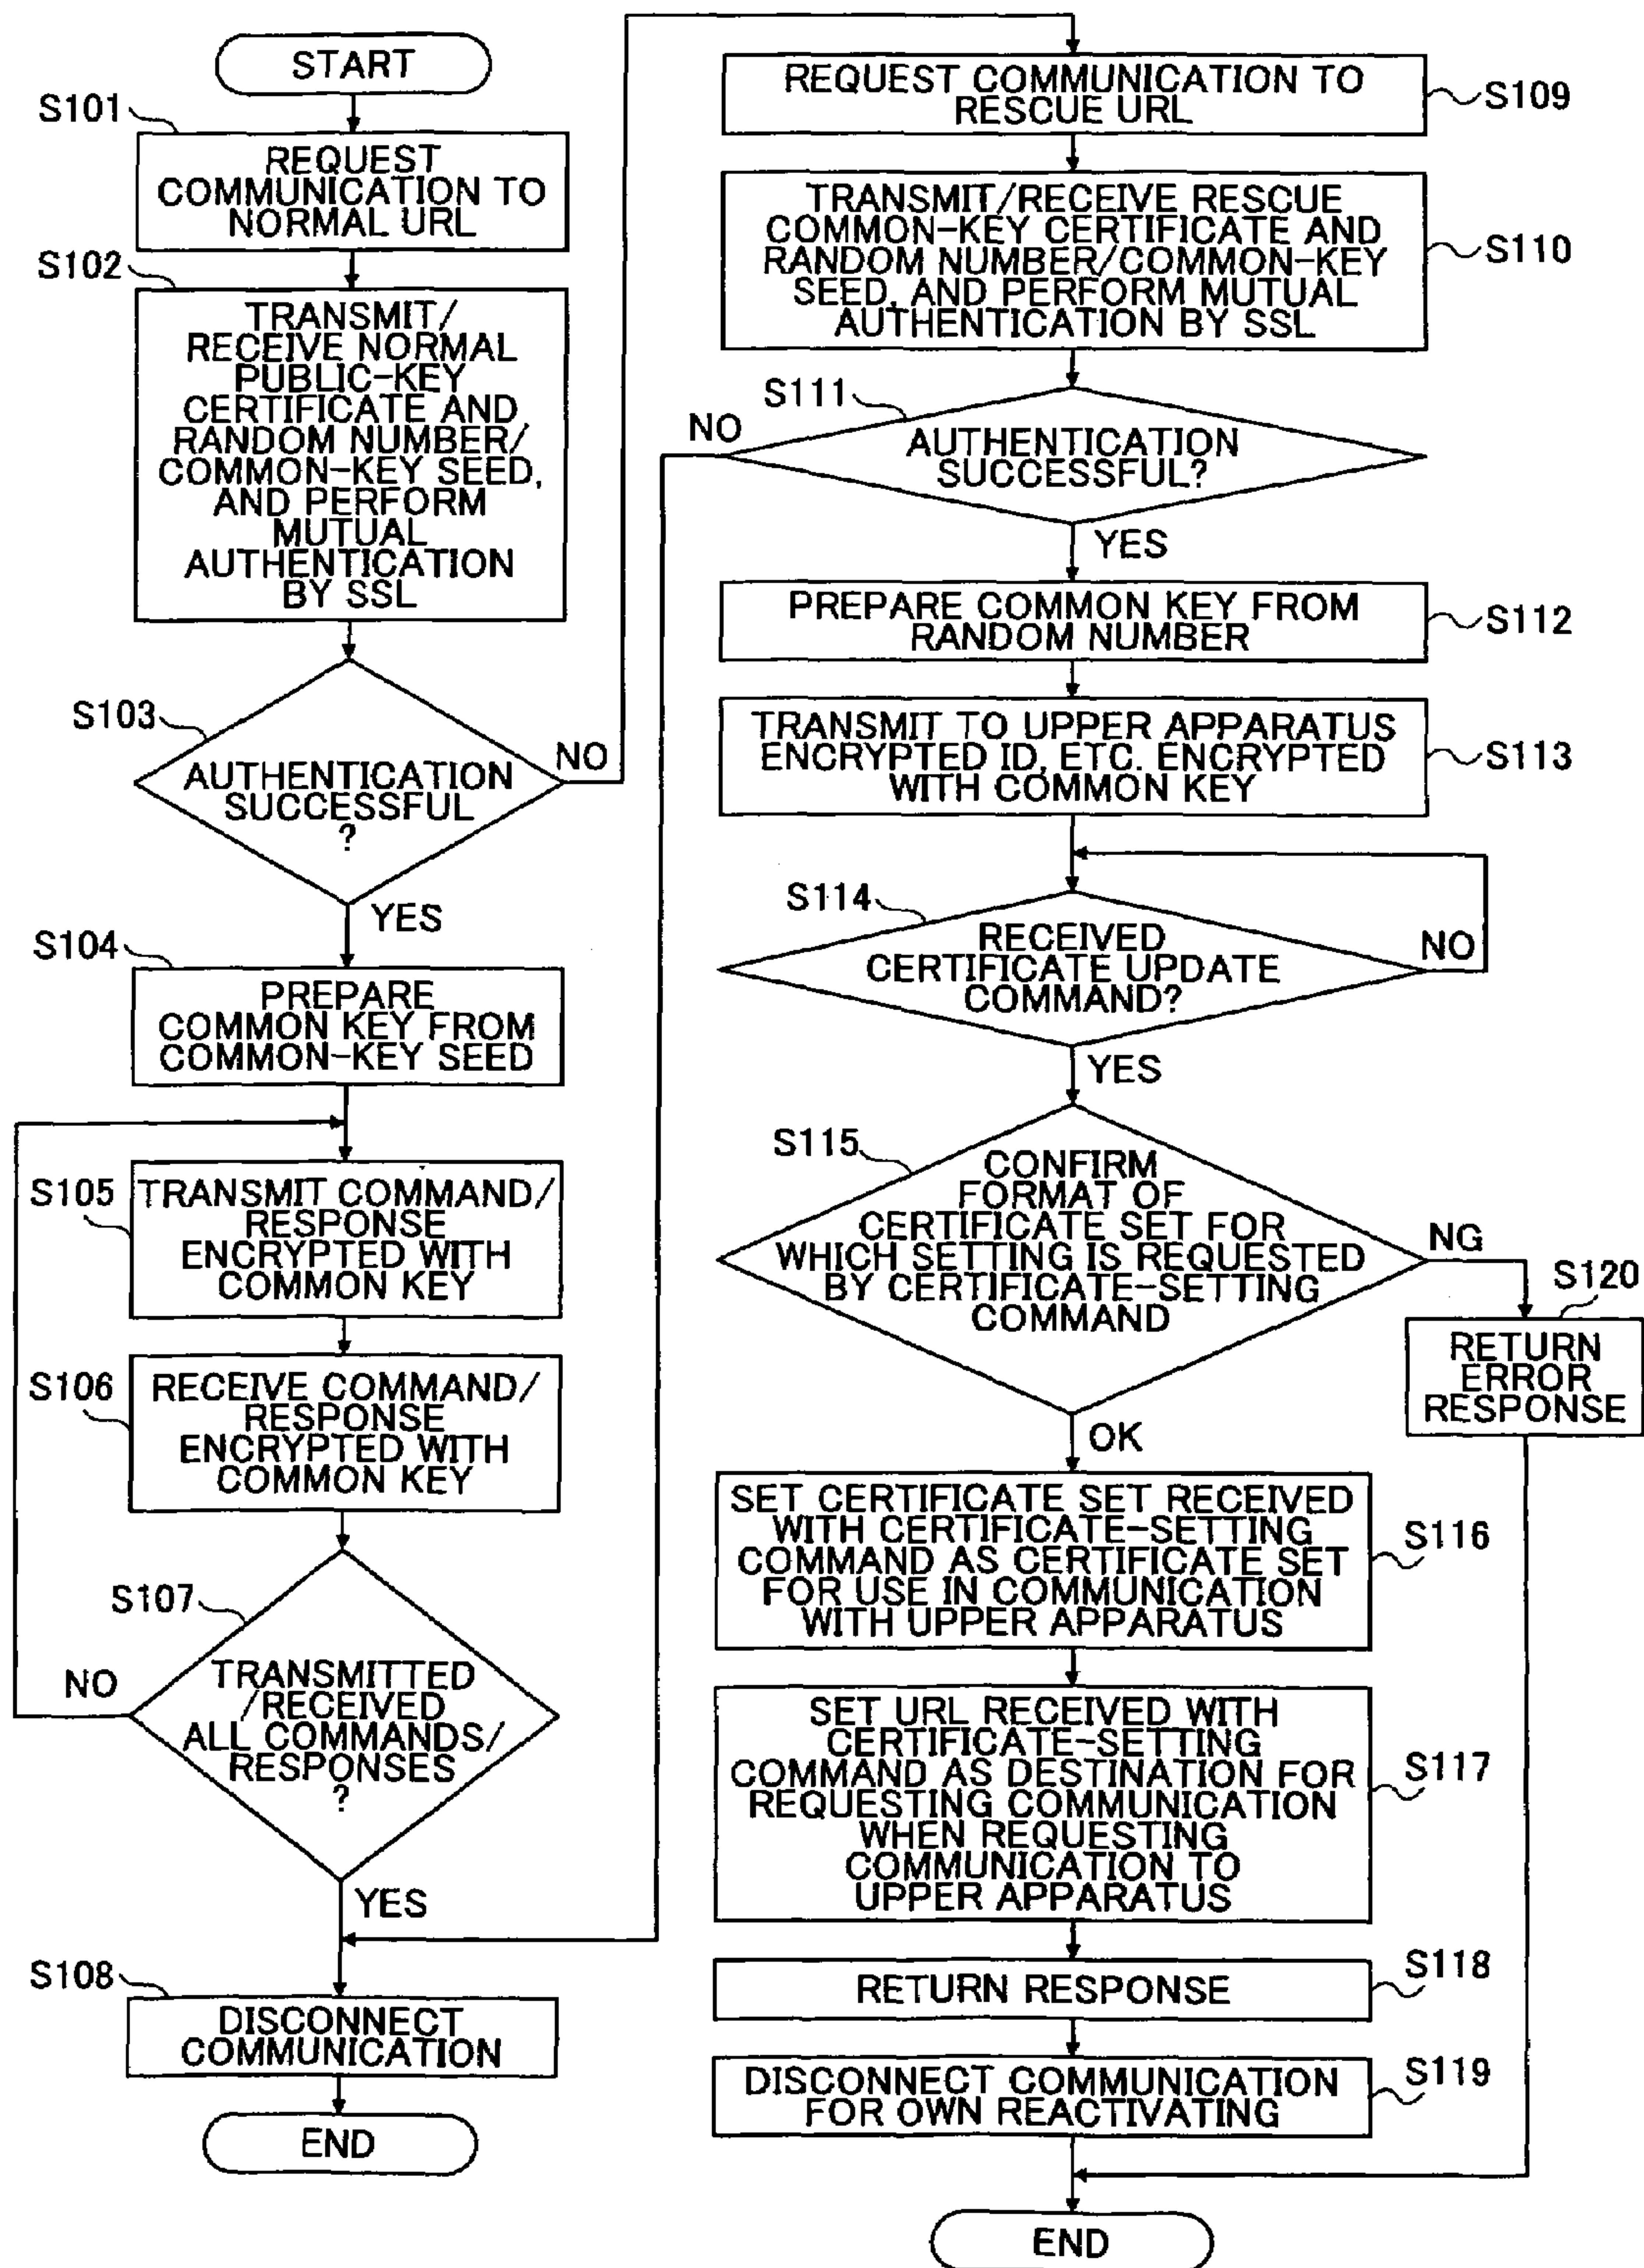 START
S101
REQUEST
COMMUNICATION TO
NORMAL URL
S102
TRANSMIT/
RECEIVE NORMAL
PUBLIC-KEY
CERTIFICATE AND
RANDOM NUMBER/
COMMON-KEY SEED,
AND PERFORM
MUTUAL
AUTHENTICATION
BY SSL
S103
AUTHENTICATION
SUCCESSFUL
?
NO
YES
S104
PREPARE
COMMON KEY FROM
COMMON-KEY SEED
S105
TRANSMIT COMMAND/
RESPONSE
ENCRYPTED WITH
COMMON KEY
S106
RECEIVE COMMAND/
RESPONSE
ENCRYPTED WITH
COMMON KEY
S107
NO
TRANSMITTED
/RECEIVED
ALL COMMANDS/
RESPONSES
?
YES
S108
DISCONNECT
COMMUNICATION
END
REQUEST COMMUNICATION TO
RESCUE URL
S109
TRANSMIT/RECEIVE RESCUE
COMMON-KEY CERTIFICATE AND
RANDOM NUMBER/COMMON-KEY
SEED, AND PERFORM MUTUAL
AUTHENTICATION BY SSL
S110
S111
NO
AUTHENTICATION
SUCCESSFUL?
YES
PREPARE COMMON KEY FROM
RANDOM NUMBER
S112
TRANSMIT TO UPPER APPARATUS
ENCRYPTED ID, ETC. ENCRYPTED
WITH COMMON KEY
S113
S114
RECEIVED
CERTIFICATE UPDATE
COMMAND?
NO
YES
S115
CONFIRM
FORMAT OF
CERTIFICATE SET FOR
WHICH SETTING IS REQUESTED
BY CERTIFICATE-SETTING
COMMAND
NG
S120
RETURN
ERROR
RESPONSE
OK
SET CERTIFICATE SET RECEIVED
WITH CERTIFICATE-SETTING
COMMAND AS CERTIFICATE SET
FOR USE IN COMMUNICATION
WITH UPPER APPARATUS
S116
SET URL RECEIVED WITH
CERTIFICATE-SETTING
COMMAND AS DESTINATION FOR
REQUESTING COMMUNICATION
WHEN REQUESTING
COMMUNICATION TO
UPPER APPARATUS
S117
RETURN RESPONSE
S118
DISCONNECT COMMUNICATION
FOR OWN REACTIVATING
S119
END